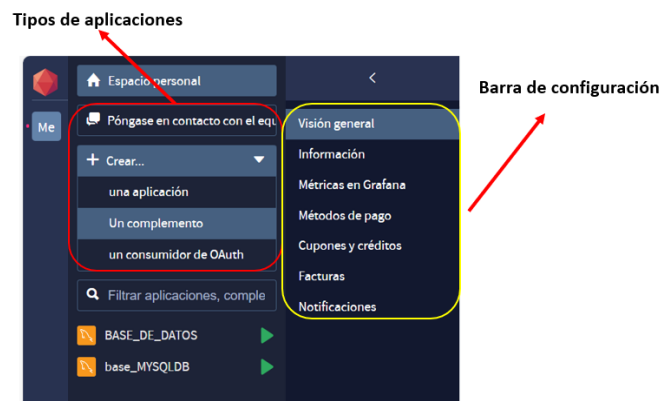 Tipos de aplicaciones
Espacio personal
Me
Póngase en contacto con el equ
Crear...
una aplicación
Un complemento
un consumidor de OAuth
Filtrar aplicaciones, comple
BASE_DE_DATOS
base_MYSQLDB
Visión general
Información
Métricas en Grafana
Métodos de pago
Cupones y créditos
Facturas
Notificaciones
Barra de configuración